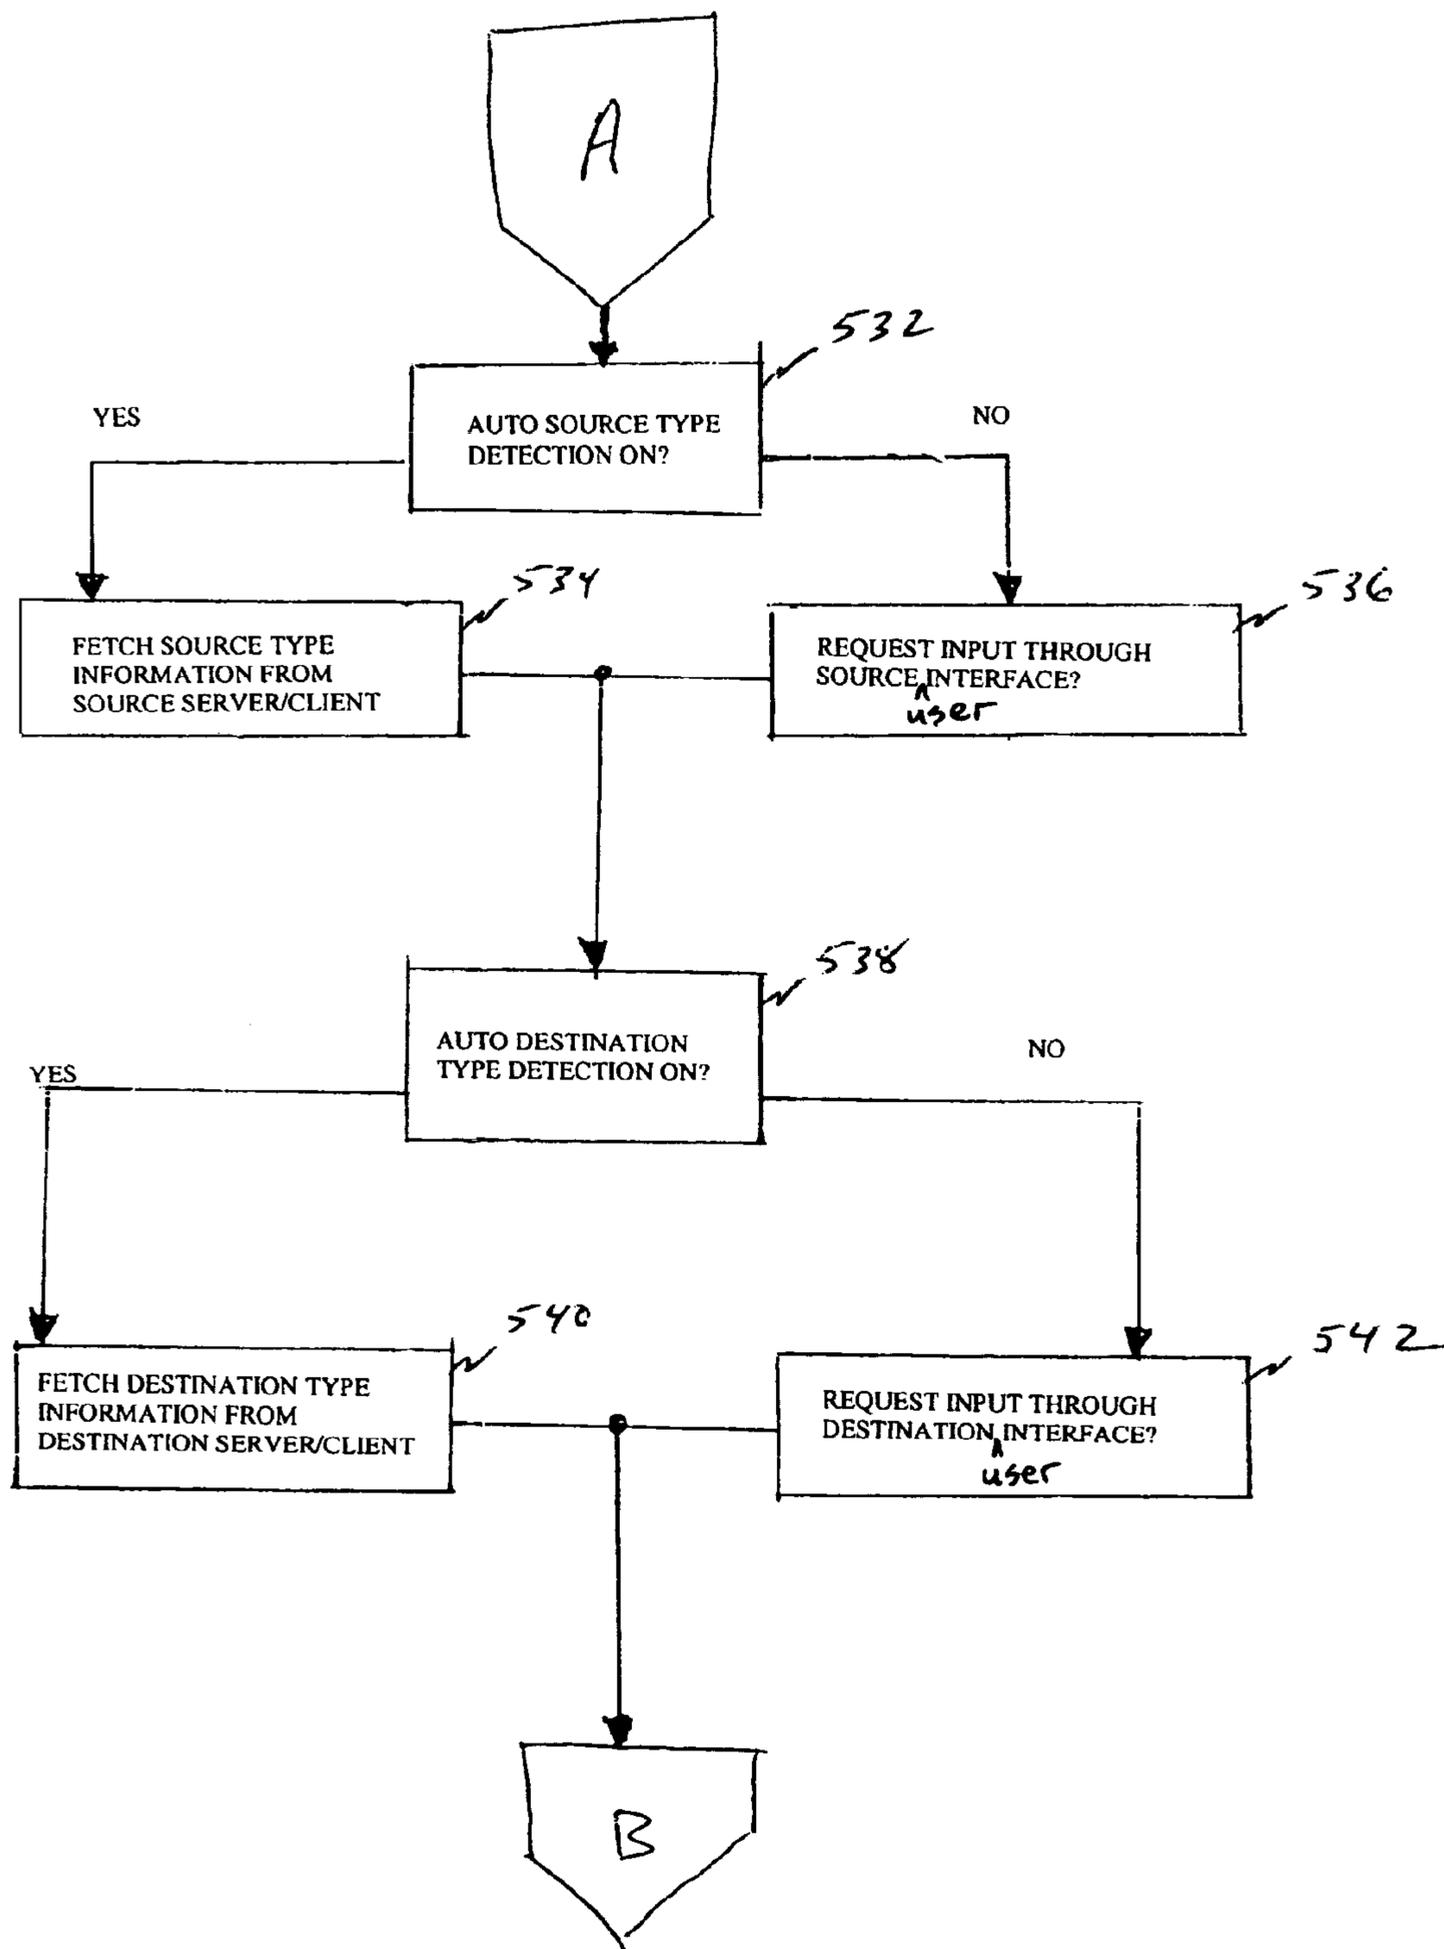 A
532
YES
AUTO SOURCE TYPE
DETECTION ON?
NO
534
536
FETCH SOURCE TYPE
INFORMATION FROM
SOURCE SERVER/CLIENT
REQUEST INPUT THROUGH
SOURCE INTERFACE?
user
538
AUTO DESTINATION
TYPE DETECTION ON?
YES
NO
540
542
FETCH DESTINATION TYPE
INFORMATION FROM
DESTINATION SERVER/CLIENT
REQUEST INPUT THROUGH
DESTINATION INTERFACE?
user
B